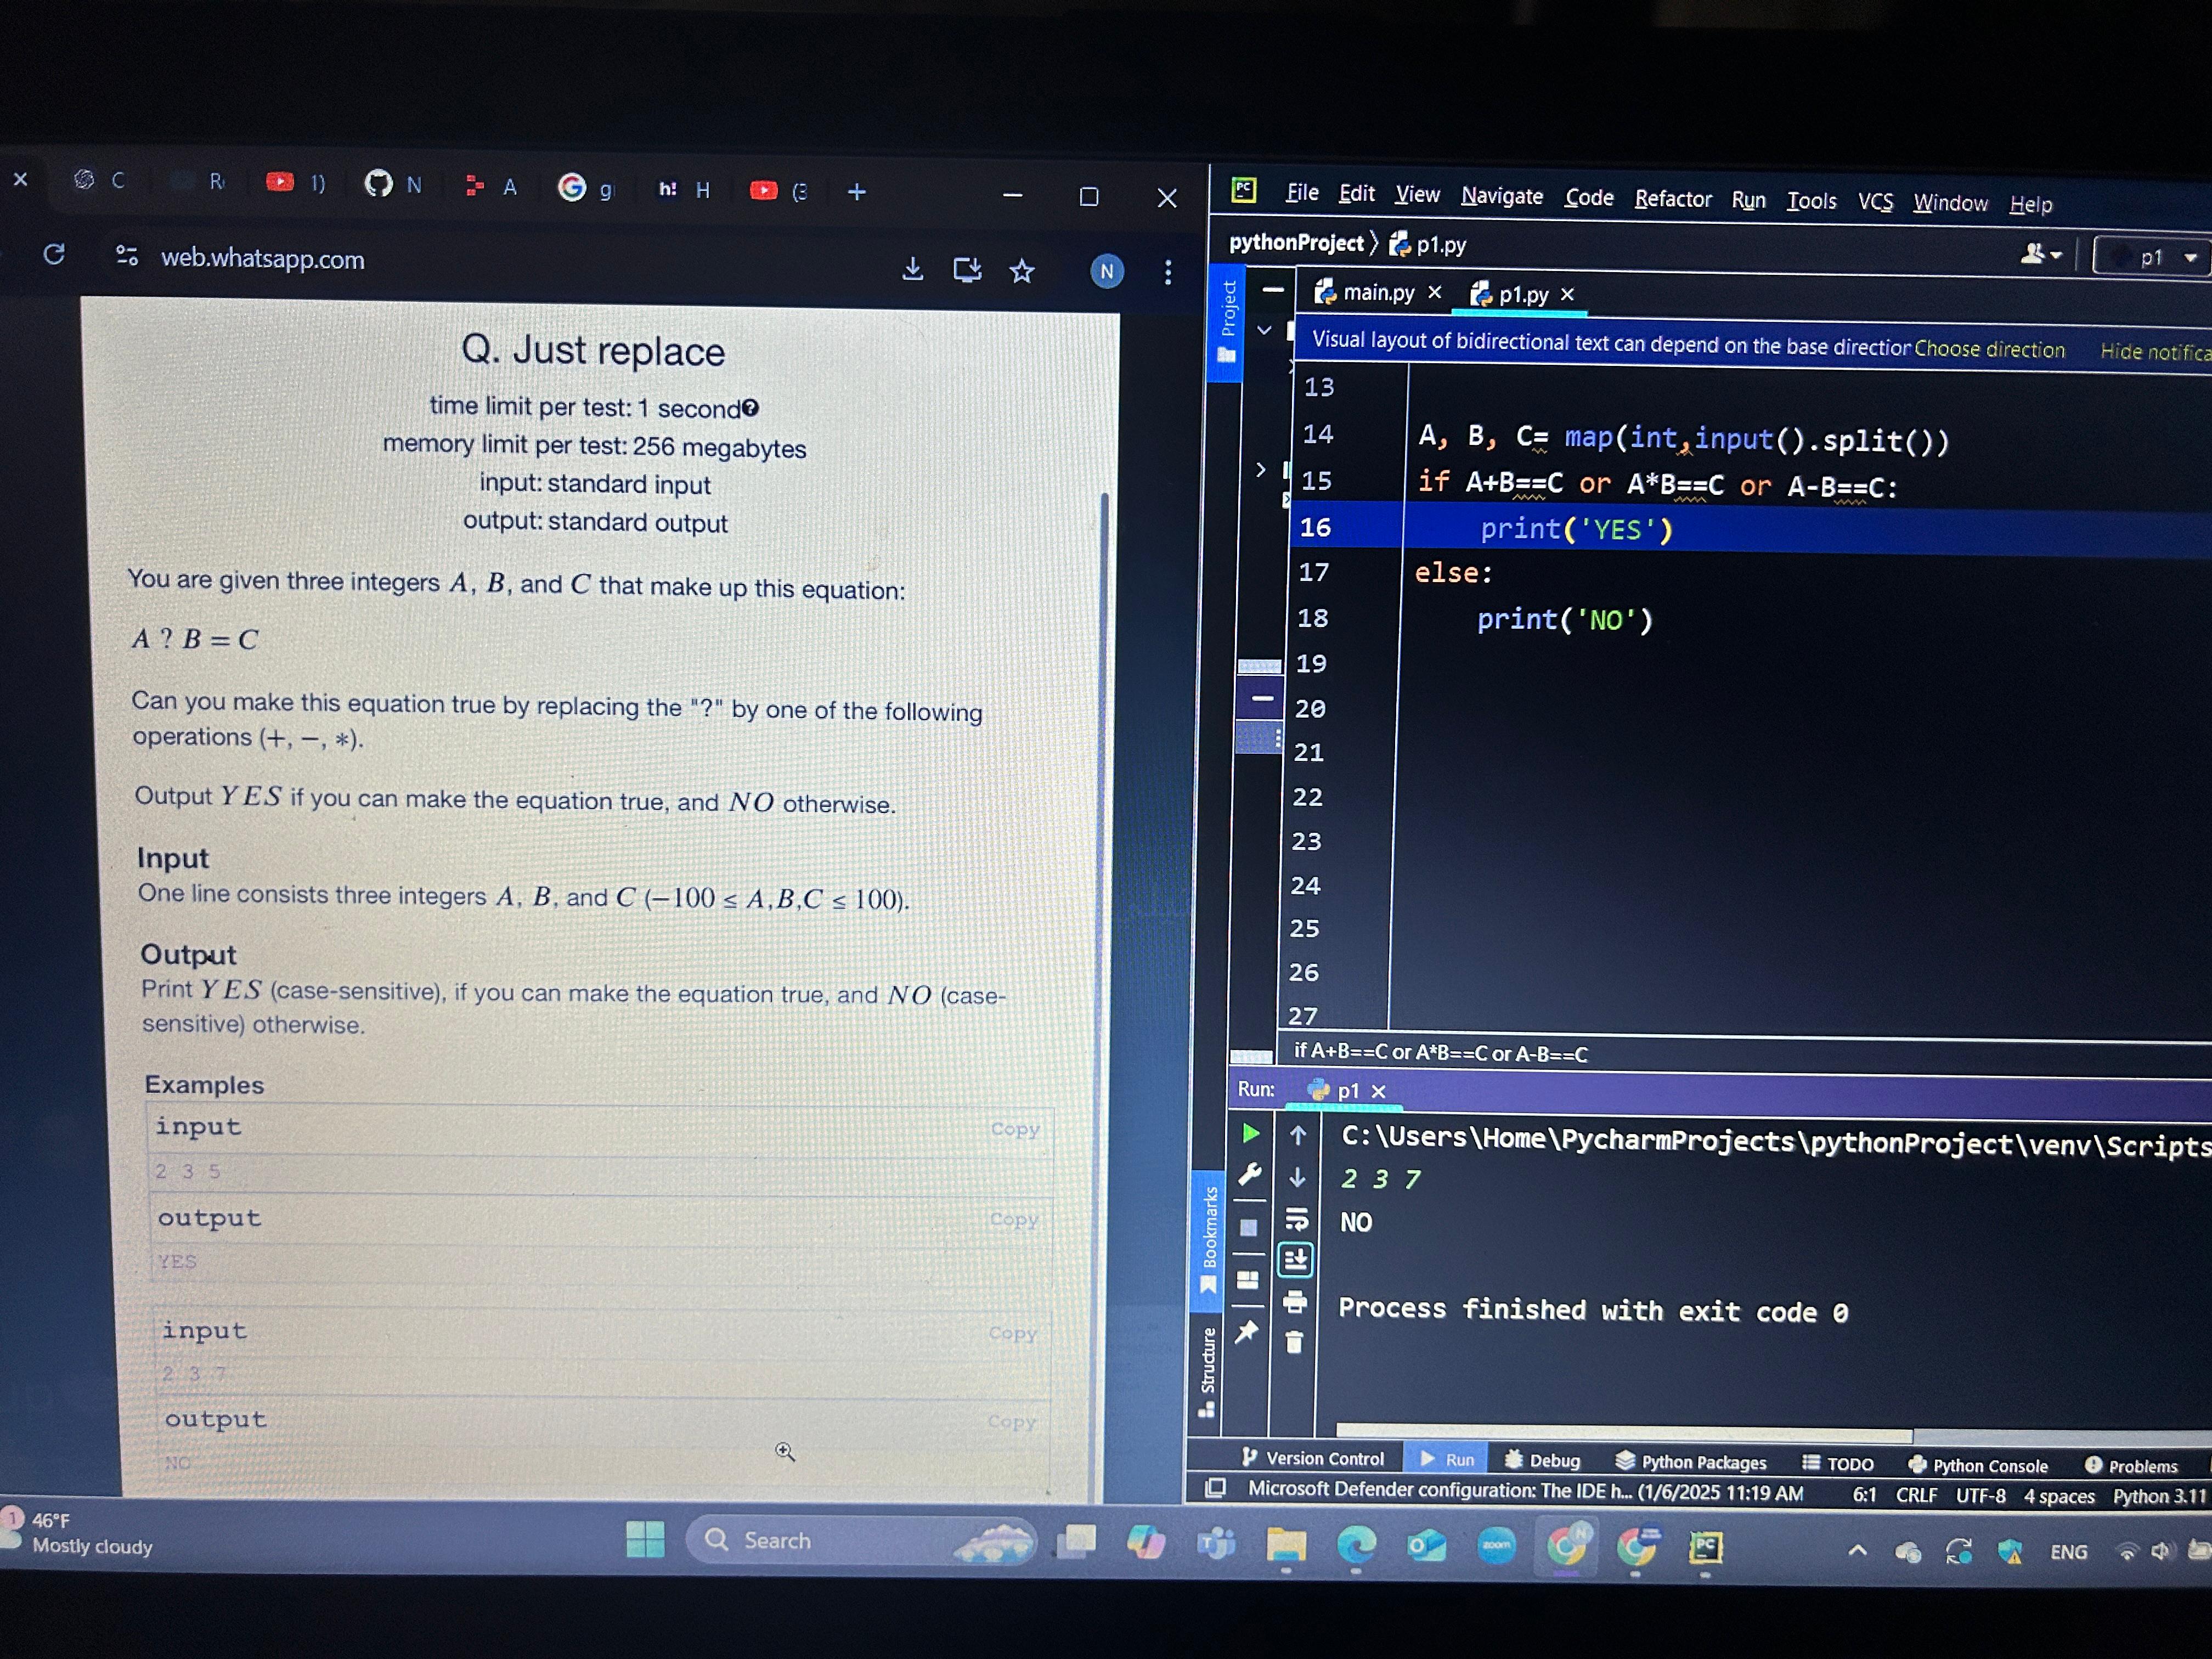 C
R
1)
N
A
g
h! H
(3
web.whatsapp.com
N
Q. Just replace
time limit per test: 1 second
memory limit per test: 256 megabytes
input: standard input
output: standard output
You are given three integers A, B, and C that make up this equation:
A ? B = C
Can you make this equation true by replacing the "?" by one of the following
operations (+, −, *).
Output YES if you can make the equation true, and NO otherwise.
Input
One line consists three integers A, B, and C (−100 ≤ A,B,C ≤ 100).
Output
Print YES (case-sensitive), if you can make the equation true, and NO (case-
sensitive) otherwise.
Examples
input Copy
2 3 5
output Copy
YES
input Copy
2 3 7
output Copy
NO
PC File Edit View Navigate Code Refactor Run Tools VCS Window Help
pythonProject p1.py
p1
Project
main.py p1.py
Visual layout of bidirectional text can depend on the base direction Choose direction Hide notifica
13
14 A, B, C= map(int,input().split())
15 if A+B==C or A*B==C or A-B==C:
16 print('YES')
17 else:
18 print('NO')
19
20
21
22
23
24
25
26
27
if A+B==C or A*B==C or A-B==C
Run: p1
C:\Users\Home\PycharmProjects\pythonProject\venv\Scripts
2 3 7
NO
Process finished with exit code 0
Bookmarks
Structure
Version Control Run Debug Python Packages TODO Python Console Problems
Microsoft Defender configuration: The IDE h... (1/6/2025 11:19 AM 6:1 CRLF UTF-8 4 spaces Python 3.11
1
46°F
Mostly cloudy
Search
zoom
PC
ENG